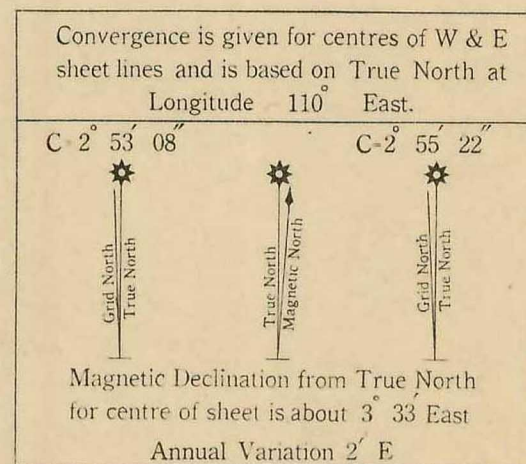 Convergence is given for centres of W & E
sheet lines and is based on True North at
Longitude 110° East.
C-2° 53′ 08″
C-2° 55′ 22″
Grid North
True North
True North
Magnetic North
Grid North
True North
Magnetic Declination from True North
for centre of sheet is about 3° 33′ East
Annual Variation 2′ E